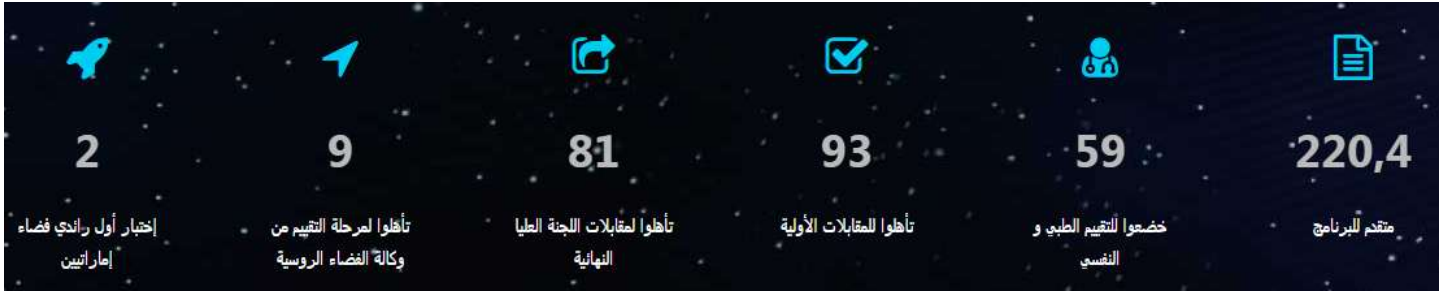 220,4
متقدم للبرنامج
59
خضعوا للتقييم الطبي و
النفسي
93
تأهلوا للمقابلات الأولية
81
تأهلوا لمقابلات اللجنة العليا
النهائية
9
تأهلوا لمرحلة التقييم من
وكالة الفضاء الروسية
2
إختبار أول رائدي فضاء
إماراتيين